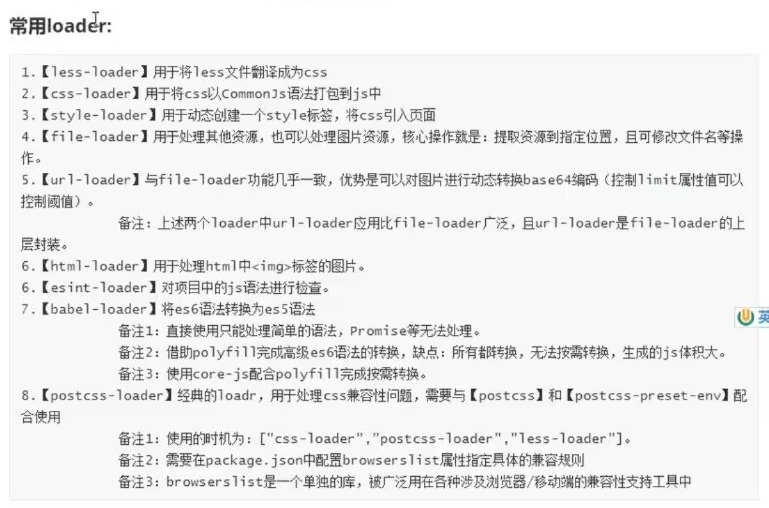 常用loader:
1.【less-loader】用于将less文件翻译成为css
2.【css-loader】用于将css以CommonJs语法打包到js中
3.【style-loader】用于动态创建一个style标签，将css引入页面
4.【file-loader】用于处理其他资源，也可以处理图片资源，核心操作就是：提取资源到指定位置，且可修改文件名等操
作。
5.【url-loader】与file-loader功能几乎一致，优势是可以对图片进行动态转换base64编码（控制limit属性值可以
控制阈值）。
备注：上述两个loader中url-loader应用比file-loader广泛，且url-loader是file-loader的上
层封装。
6.【html-loader】用于处理html中<img>标签的图片。
6.【esint-loader】对项目中的js语法进行检查。
7.【babel-loader】将es6语法转换为es5语法
备注1：直接使用只能处理简单的语法，Promise等无法处理。
备注2：借助polyfill完成高级es6语法的转换，缺点：所有都转换，无法按需转换，生成的js体积大。
备注3：使用core-js配合polyfill完成按需转换。
8.【postcss-loader】经典的loadr，用于处理css兼容性问题，需要与【postcss】和【postcss-preset-env】配
合使用
备注1：使用的时机为：["css-loader","postcss-loader","less-loader"]。
备注2：需要在package.json中配置browserslist属性指定具体的兼容规则
备注3：browserslist是一个单独的库，被广泛用在各种涉及浏览器/移动端的兼容性支持工具中
英